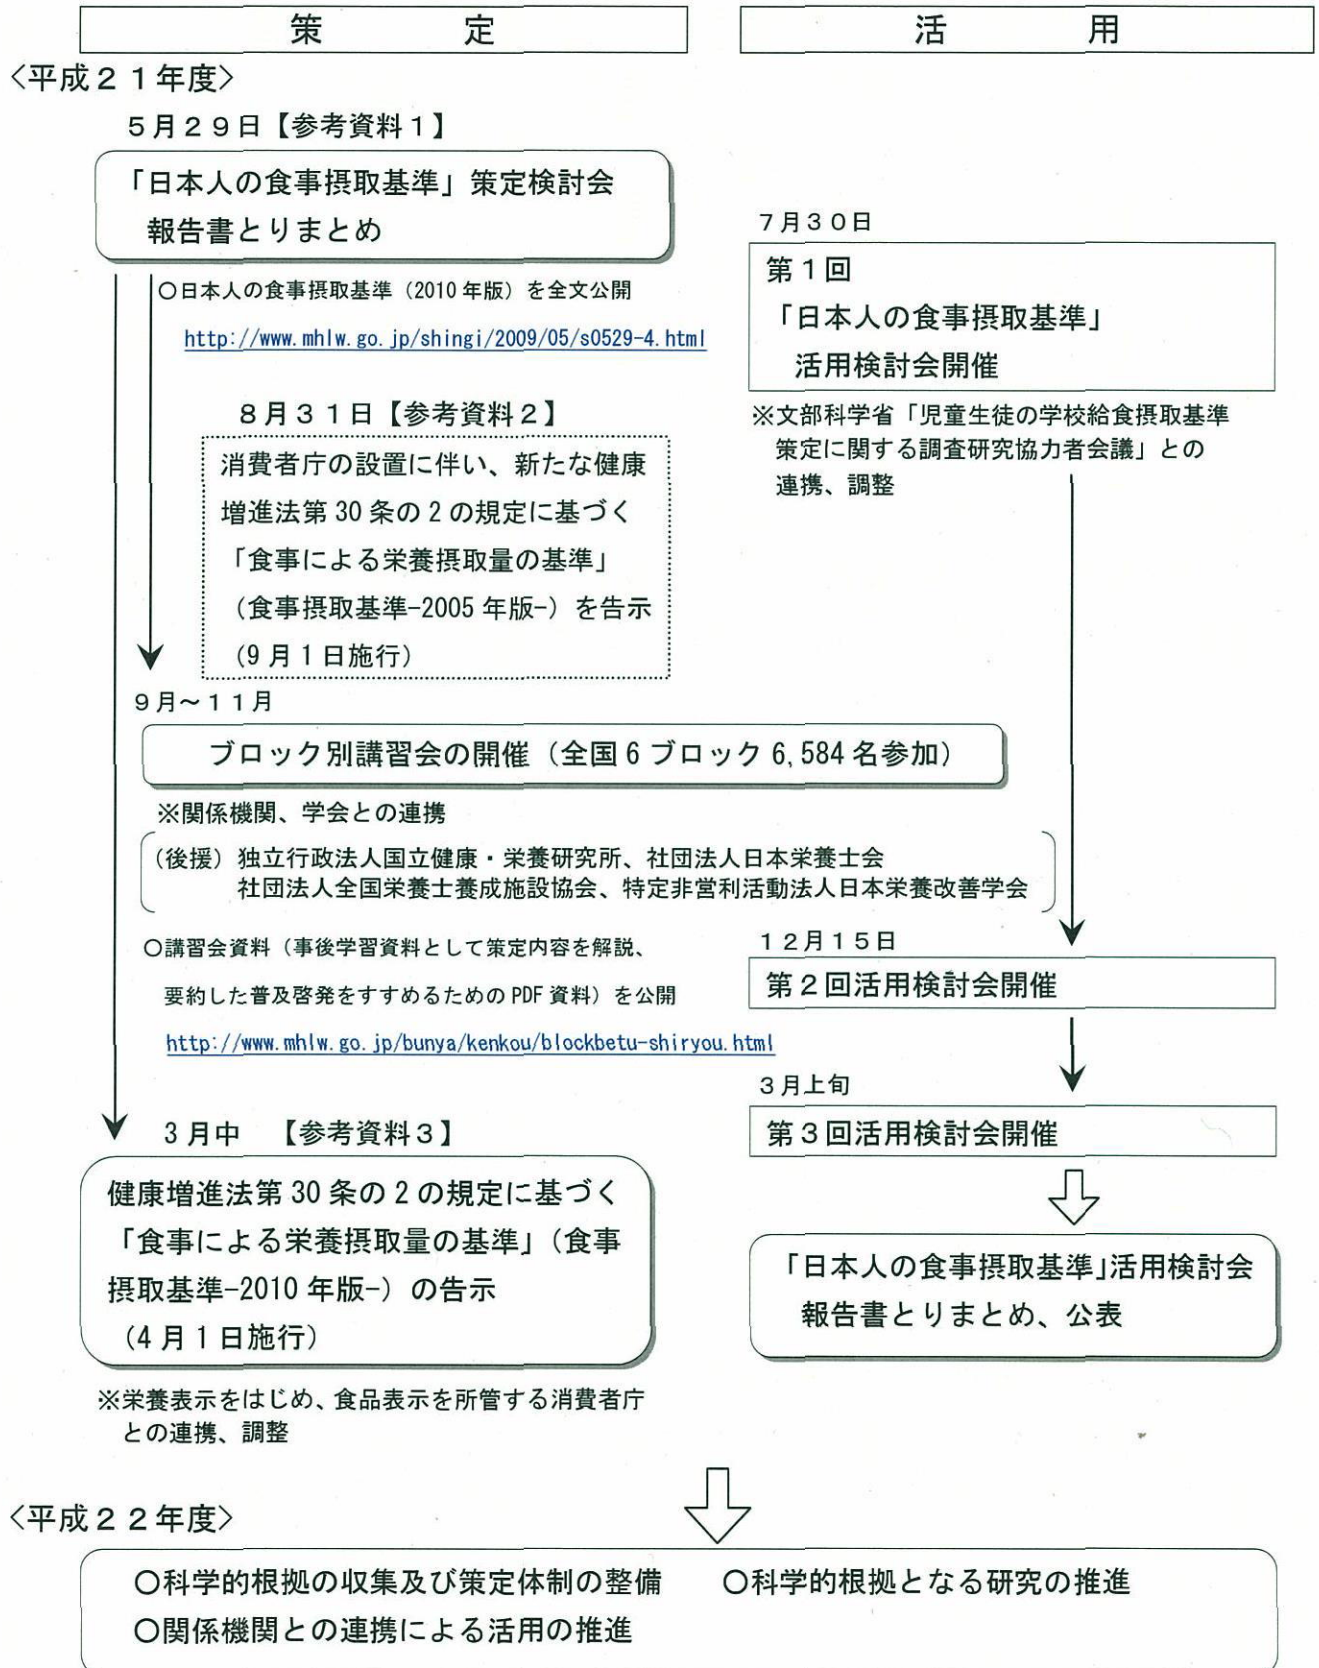 策　定
活　用
〈平成２１年度〉
５月２９日【参考資料１】
「日本人の食事摂取基準」策定検討会
報告書とりまとめ
○日本人の食事摂取基準（2010年版）を全文公開
http://www.mhlw.go.jp/shingi/2009/05/s0529-4.html
８月３１日【参考資料２】
消費者庁の設置に伴い、新たな健康
増進法第30条の2の規定に基づく
「食事による栄養摂取量の基準」
（食事摂取基準−2005年版−）を告示
（9月1日施行）
９月～１１月
ブロック別講習会の開催（全国6ブロック6,584名参加）
※関係機関、学会との連携
（後援）独立行政法人国立健康・栄養研究所、社団法人日本栄養士会
社団法人全国栄養士養成施設協会、特定非営利活動法人日本栄養改善学会
○講習会資料（事後学習資料として策定内容を解説、
要約した普及啓発をすすめるためのPDF資料）を公開
http://www.mhlw.go.jp/bunya/kenkou/blockbetu-shiryou.html
３月中　【参考資料３】
健康増進法第30条の2の規定に基づく
「食事による栄養摂取量の基準」（食事
摂取基準−2010年版−）の告示
（4月1日施行）
※栄養表示をはじめ、食品表示を所管する消費者庁
との連携、調整
７月３０日
第１回
「日本人の食事摂取基準」
活用検討会開催
※文部科学省「児童生徒の学校給食摂取基準
策定に関する調査研究協力者会議」との
連携、調整
１２月１５日
第２回活用検討会開催
３月上旬
第３回活用検討会開催
「日本人の食事摂取基準」活用検討会
報告書とりまとめ、公表
〈平成２２年度〉
○科学的根拠の収集及び策定体制の整備　○科学的根拠となる研究の推進
○関係機関との連携による活用の推進